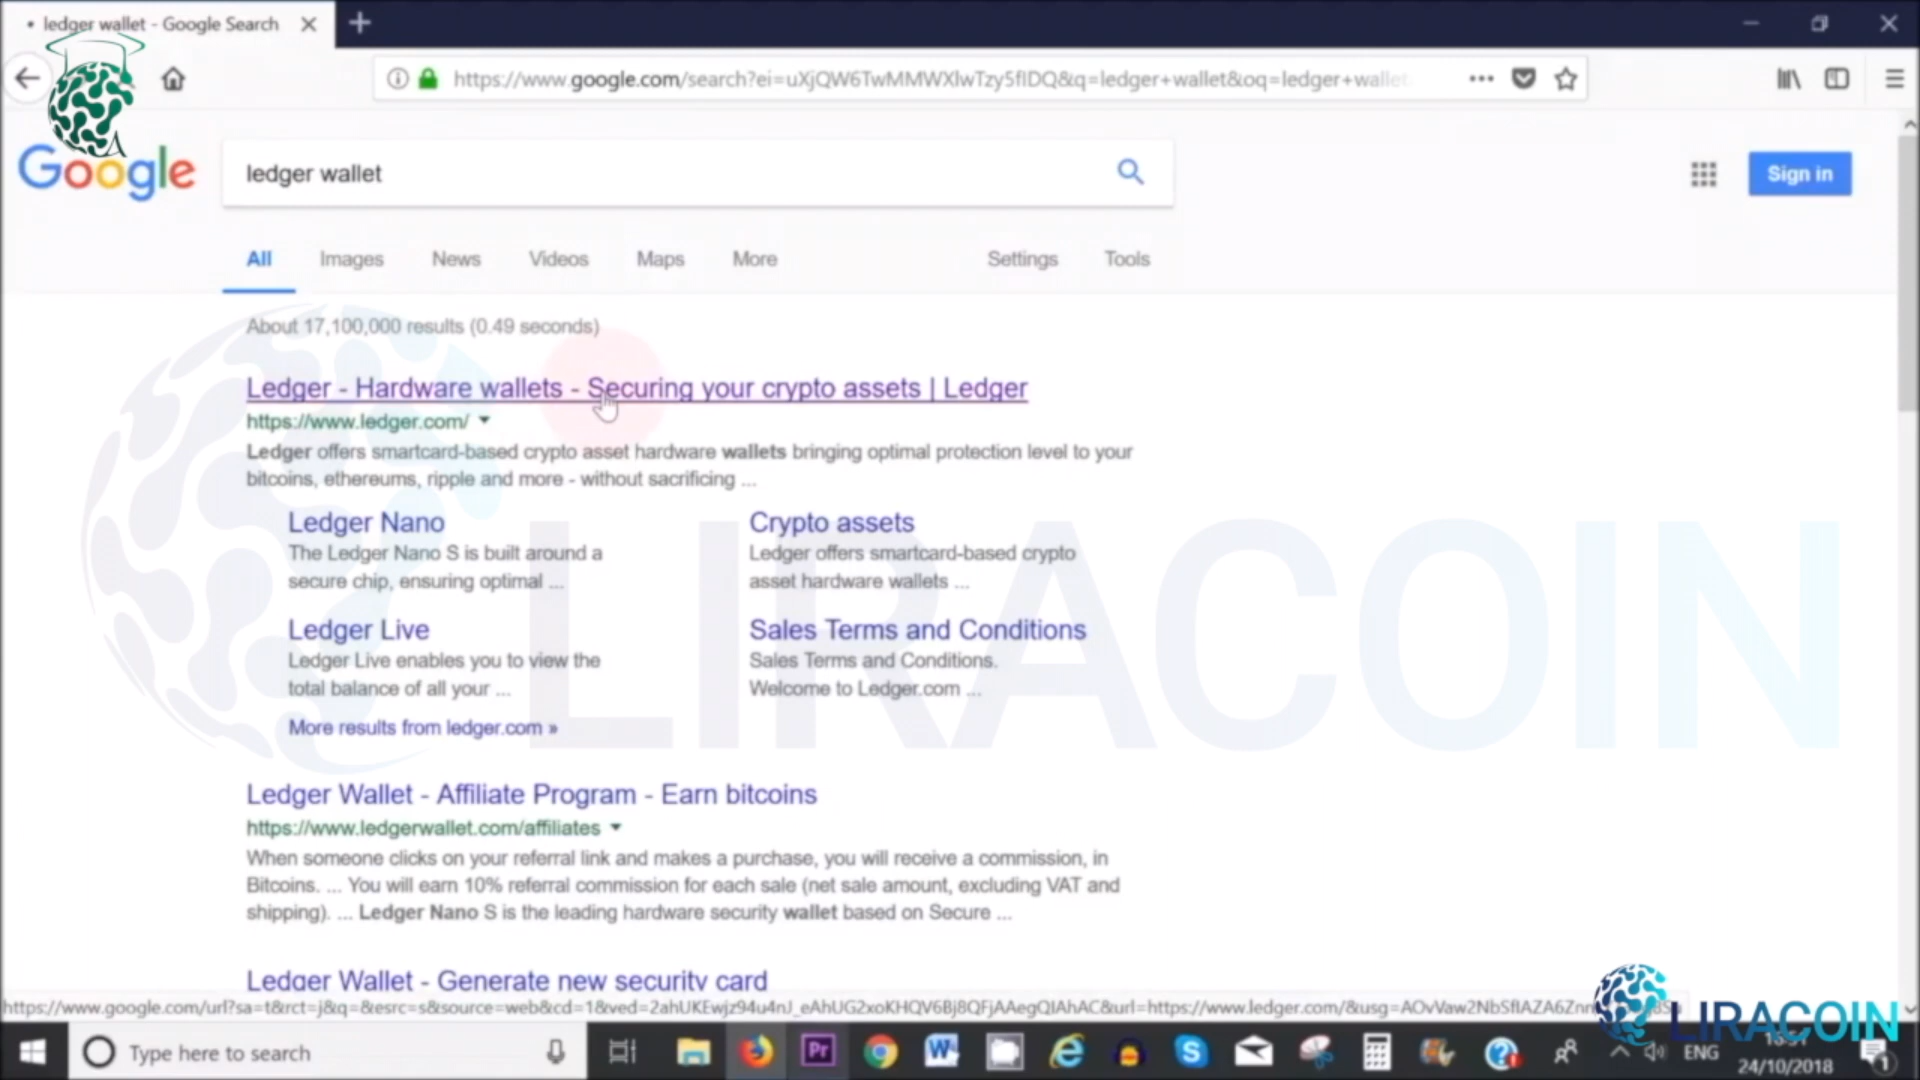 ledger wallet - Google Search
https://www.google.com/search?ei=uXjQW6TwMMWXlwTzy5fIDQ&q=ledger+wallet&oq=ledger+wallet
Google
ledger wallet
Sign in
All Images News Videos Maps More Settings Tools
About 17,100,000 results (0.49 seconds)
Ledger - Hardware wallets - Securing your crypto assets | Ledger
https://www.ledger.com/
Ledger offers smartcard-based crypto asset hardware wallets bringing optimal protection level to your
bitcoins, ethereums, ripple and more - without sacrificing ...
Ledger Nano
The Ledger Nano S is built around a
secure chip, ensuring optimal ...
Crypto assets
Ledger offers smartcard-based crypto
asset hardware wallets ...
Ledger Live
Ledger Live enables you to view the
total balance of all your ...
Sales Terms and Conditions
Sales Terms and Conditions.
Welcome to Ledger.com ...
More results from ledger.com »
LIRACOIN
Ledger Wallet - Affiliate Program - Earn bitcoins
https://www.ledgerwallet.com/affiliates
When someone clicks on your referral link and makes a purchase, you will receive a commission, in
Bitcoins. ... You will earn 10% referral commission for each sale (net sale amount, excluding VAT and
shipping). ... Ledger Nano S is the leading hardware security wallet based on Secure ...
Ledger Wallet - Generate new security card
LIRACOIN
Type here to search
Pr
W
S
ENG
24/10/2018
1